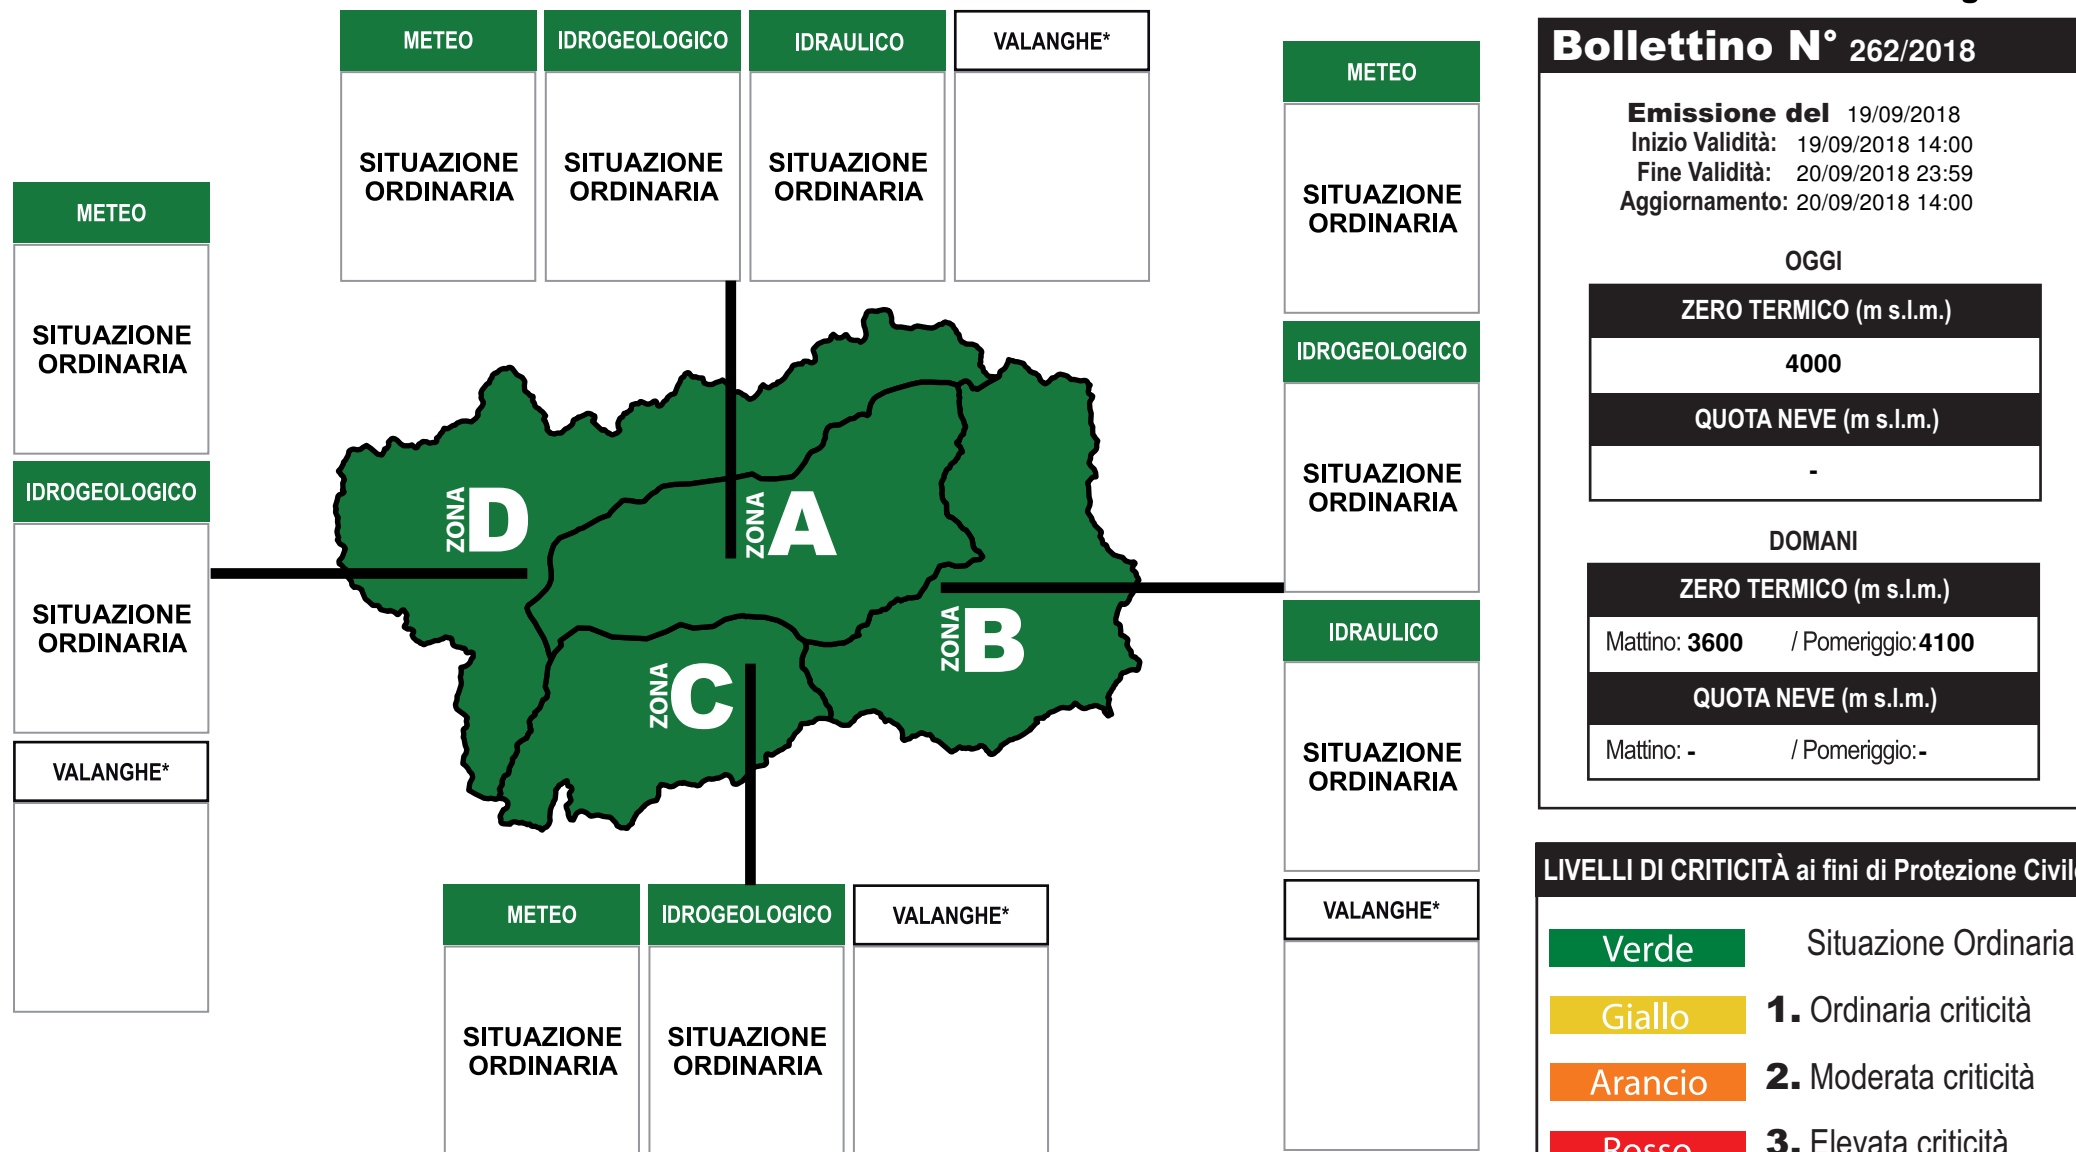 METEO IDROGEOLOGICO IDRAULICO VALANGHE*
SITUAZIONE ORDINARIA
SITUAZIONE ORDINARIA
SITUAZIONE ORDINARIA
METEO
SITUAZIONE
ORDINARIA
IDROGEOLOGICO
SITUAZIONE
ORDINARIA
VALANGHE*
ZONA D
ZONA A
ZONA B
ZONA C
METEO
SITUAZIONE
ORDINARIA
IDROGEOLOGICO
SITUAZIONE
ORDINARIA
IDRAULICO
SITUAZIONE
ORDINARIA
VALANGHE*
METEO IDROGEOLOGICO VALANGHE*
SITUAZIONE ORDINARIA
SITUAZIONE ORDINARIA
Bollettino N° 262/2018
Emissione del 19/09/2018
Inizio Validità: 19/09/2018 14:00
Fine Validità: 20/09/2018 23:59
Aggiornamento: 20/09/2018 14:00
OGGI
ZERO TERMICO (m s.l.m.)
4000
QUOTA NEVE (m s.l.m.)
-
DOMANI
ZERO TERMICO (m s.l.m.)
Mattino: 3600 / Pomeriggio: 4100
QUOTA NEVE (m s.l.m.)
Mattino: - / Pomeriggio: -
LIVELLI DI CRITICITÀ ai fini di Protezione Civile
Verde Situazione Ordinaria
Giallo 1. Ordinaria criticità
Arancio 2. Moderata criticità
Rosso 3. Elevata criticità